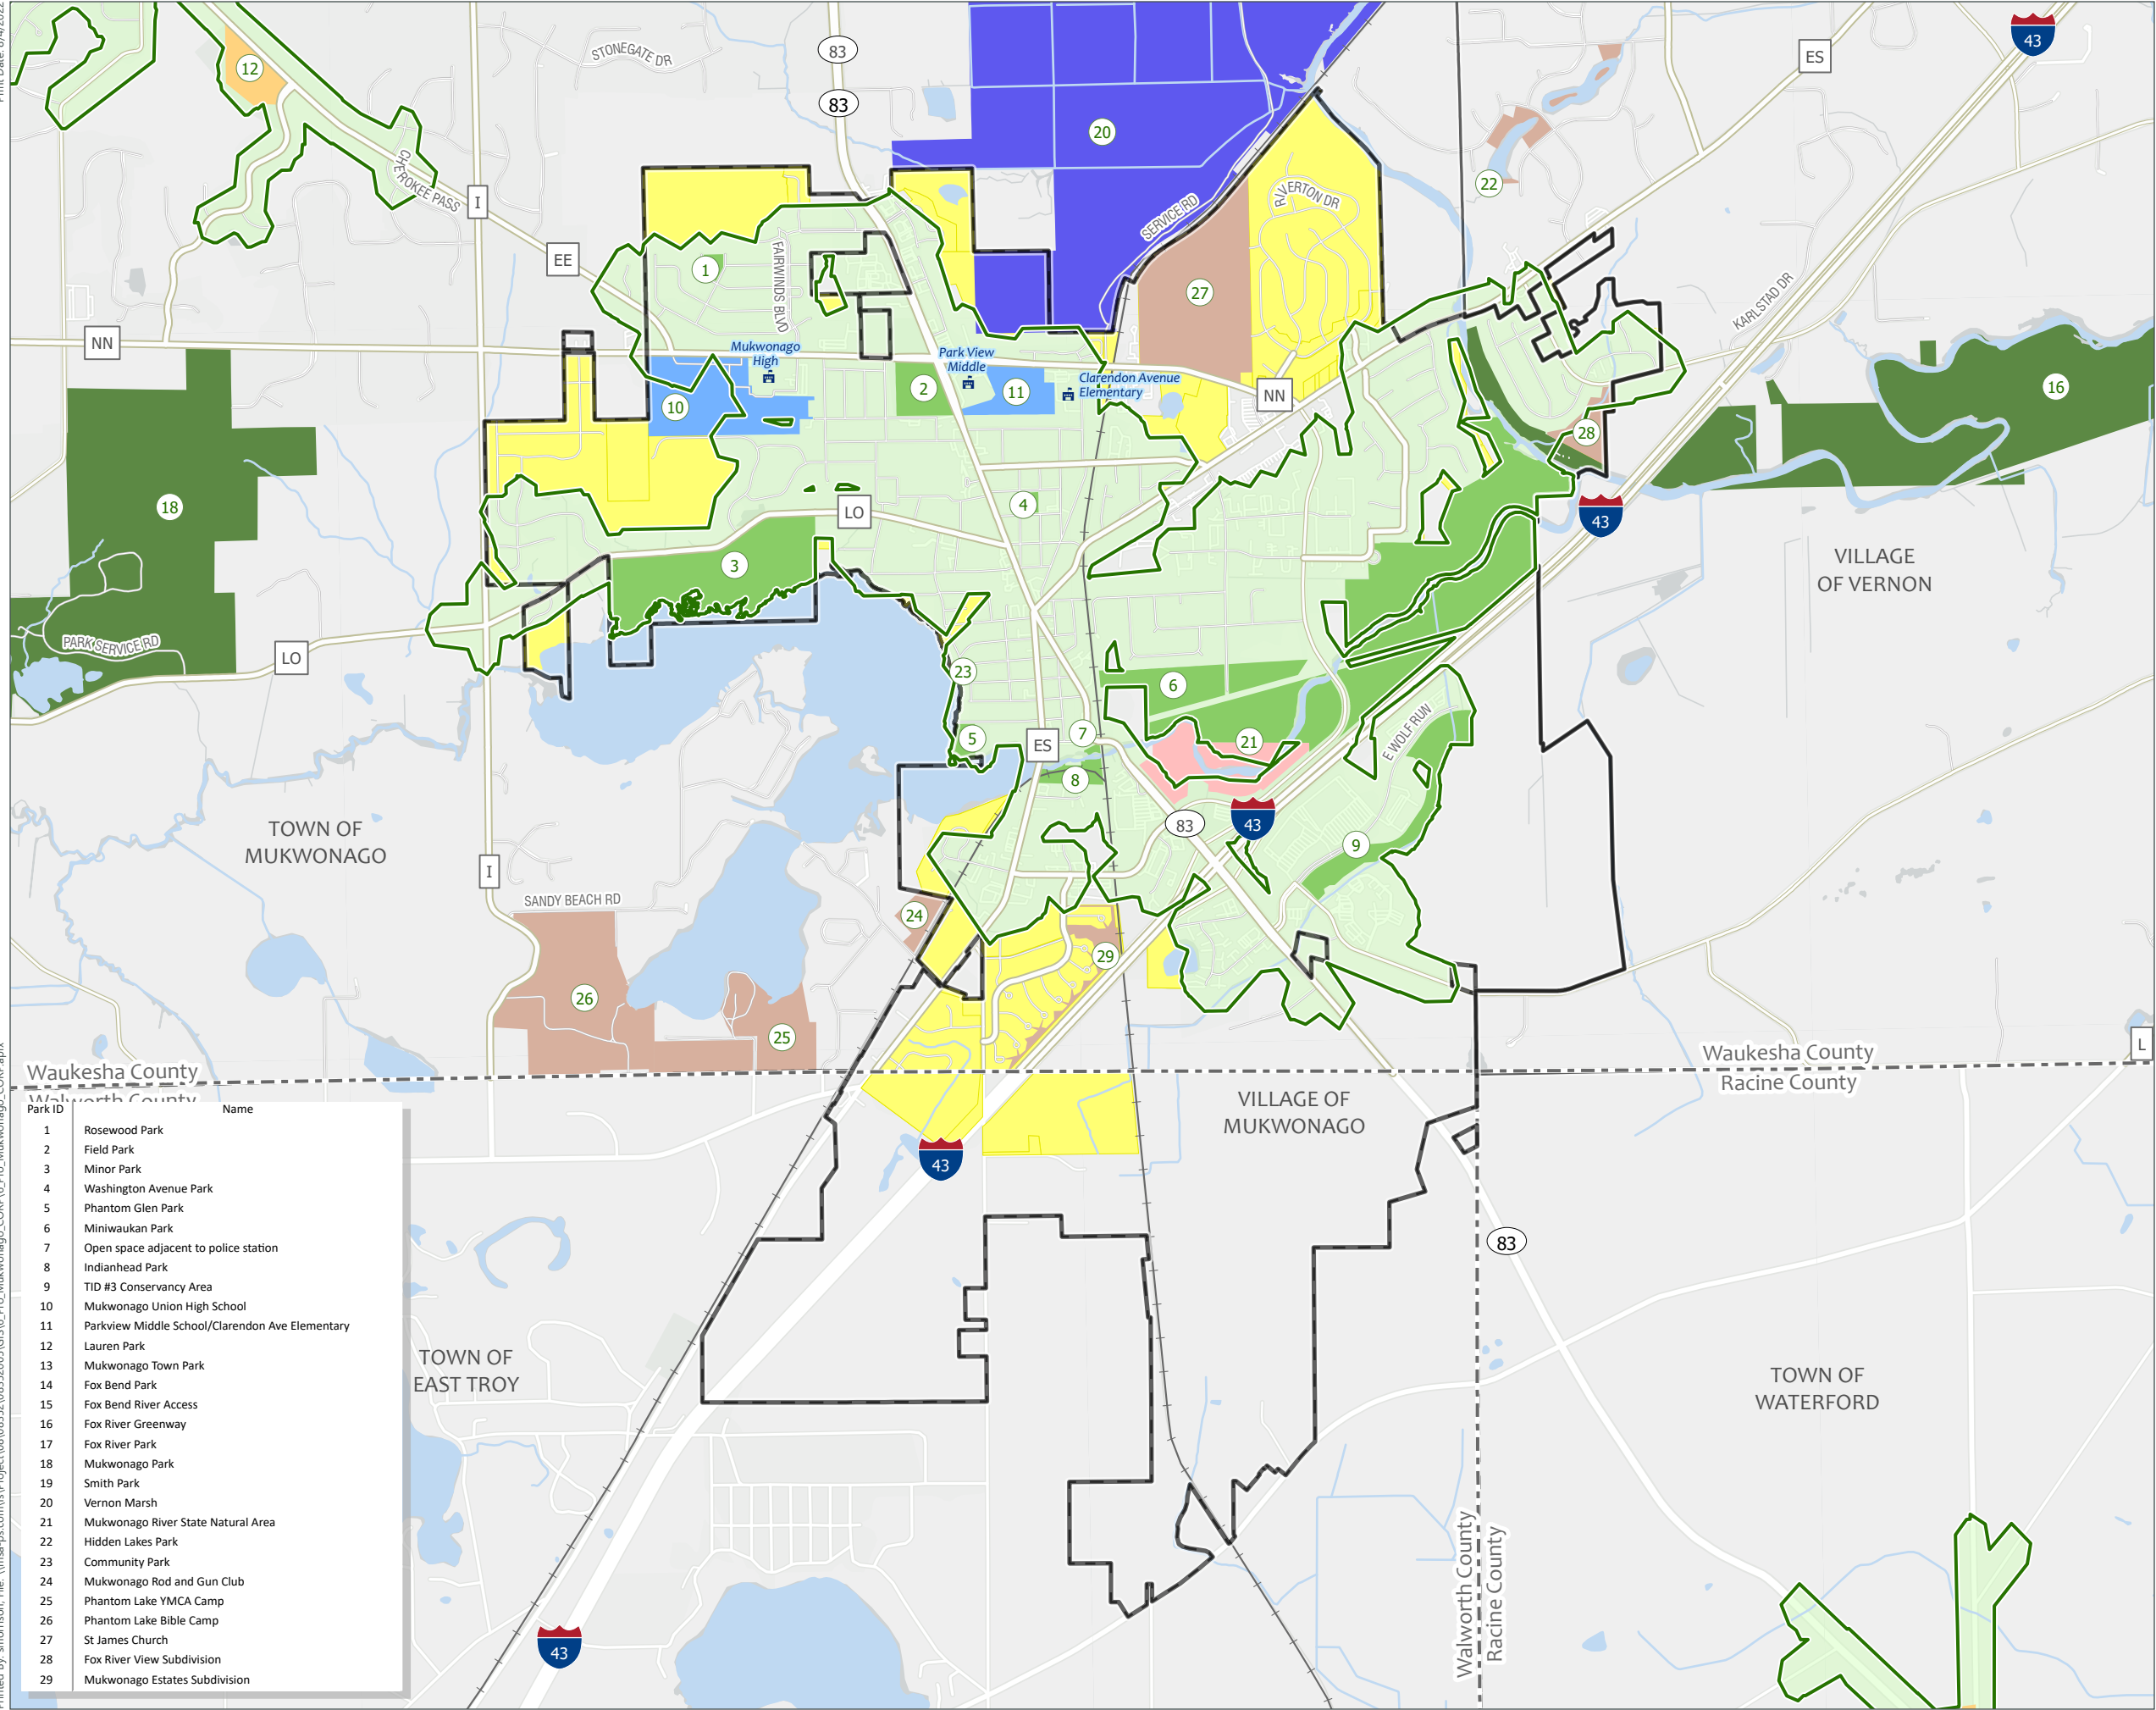 Print Date: 8/4/2022
43
ES
STONEGATE DR
83
83
12
20
22
CHEROKEE PASS
I
RIVERTON DR
SERVICE RD
EE
1
FAIRWINDS BLVD
27
KARLSTAD DR
NN
Mukwonago
High
Park View
Middle
Clarendon Avenue
Elementary
2
11
NN
16
10
28
18
4
LO
43
3
VILLAGE
OF VERNON
PARK SERVICE RD
LO
23
6
5
7
ES
21
E WOLF RUN
8
43
83
9
TOWN OF
MUKWONAGO
I
SANDY BEACH RD
24
29
26
25
L
Waukesha County
Walworth County
Waukesha County
Racine County
VILLAGE OF
MUKWONAGO
43
83
Park ID Name
1 Rosewood Park
2 Field Park
3 Minor Park
4 Washington Avenue Park
5 Phantom Glen Park
6 Miniwaukan Park
7 Open space adjacent to police station
8 Indianhead Park
9 TID #3 Conservancy Area
10 Mukwonago Union High School
11 Parkview Middle School/Clarendon Ave Elementary
12 Lauren Park
13 Mukwonago Town Park
14 Fox Bend Park
15 Fox Bend River Access
16 Fox River Greenway
17 Fox River Park
18 Mukwonago Park
19 Smith Park
20 Vernon Marsh
21 Mukwonago River State Natural Area
22 Hidden Lakes Park
23 Community Park
24 Mukwonago Rod and Gun Club
25 Phantom Lake YMCA Camp
26 Phantom Lake Bible Camp
27 St James Church
28 Fox River View Subdivision
29 Mukwonago Estates Subdivision
TOWN OF
EAST TROY
TOWN OF
WATERFORD
Walworth County
Racine County
43